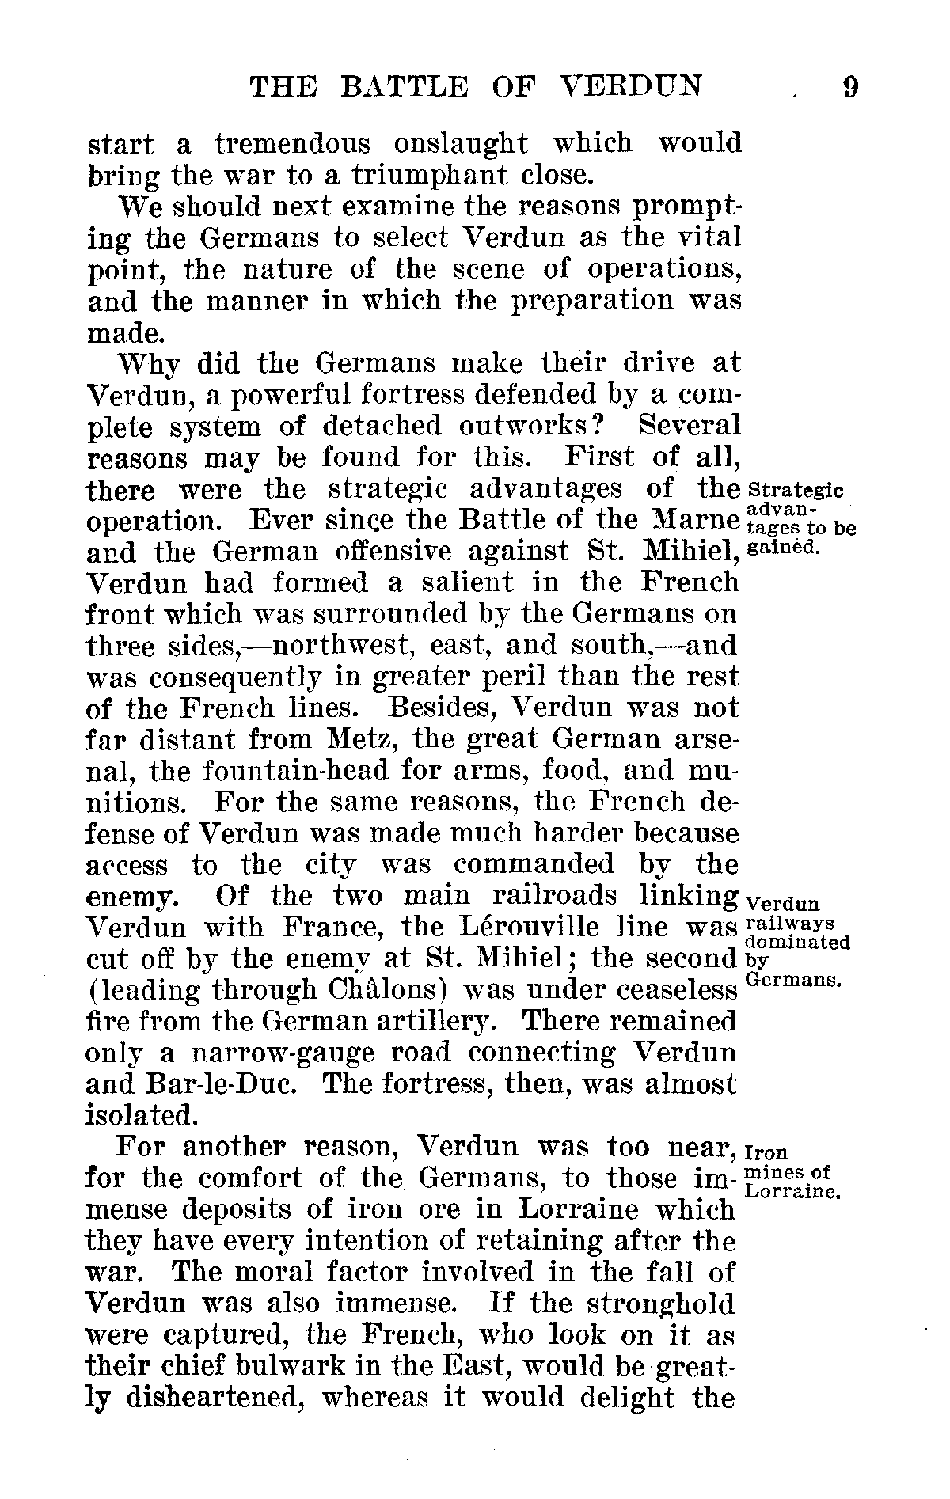 THE BATTLE OF VERDUN 9
start a tremendous onslaught which would
bring the war to a triumphant close.
We should next examine the reasons prompt-
ing the Germans to select Verdun as the vital
point, the nature of the scene of operations,
and the manner in which the preparation was
made.
Why did the Germans make their drive at
Verdun, a powerful fortress defended by a com-
plete system of detached outworks? Several
reasons may be found for this. First of all,
there were the strategic advantages of the
operation. Ever since the Battle of the Marne
and the German offensive against St. Mihiel,
Strategic
advan-
tages to be
gained.
Verdun had formed a salient in the French
front which was surrounded by the Germans on
three sides,—northwest, east, and south,—and
was consequently in greater peril than the rest
of the French lines. Besides, Verdun was not
far distant from Metz, the great German arse-
nal, the fountain-head for arms, food, and mu-
nitions. For the same reasons, the French de-
fense of Verdun was made much harder because
access to the city was commanded by the
enemy. Of the two main railroads linking
Verdun with France, the Lérouville line was
cut off by the enemy at St. Mihiel; the second
(leading through Châlons) was under ceaseless
Verdun
railways
dominated
by
Germans.
fire from the German artillery. There remained
only a narrow-gauge road connecting Verdun
and Bar-le-Duc. The fortress, then, was almost
isolated.
For another reason, Verdun was too near,
for the comfort of the Germans, to those im-
mense deposits of iron ore in Lorraine which
Iron
mines of
Lorraine.
they have every intention of retaining after the
war. The moral factor involved in the fall of
Verdun was also immense. If the stronghold
were captured, the French, who look on it as
their chief bulwark in the East, would be great-
ly disheartened, whereas it would delight the